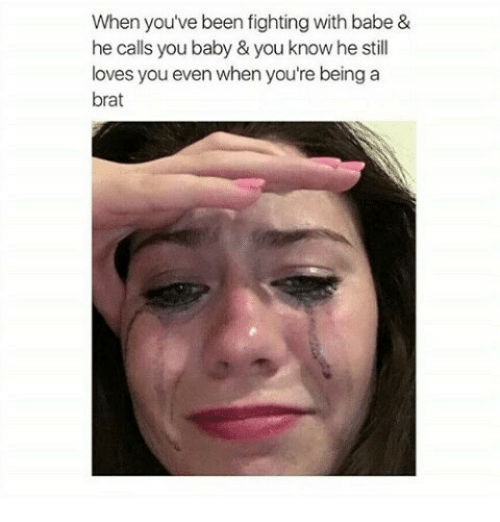 When you've been fighting with babe &
he calls you baby & you know he still
loves you even when you're being a
brat